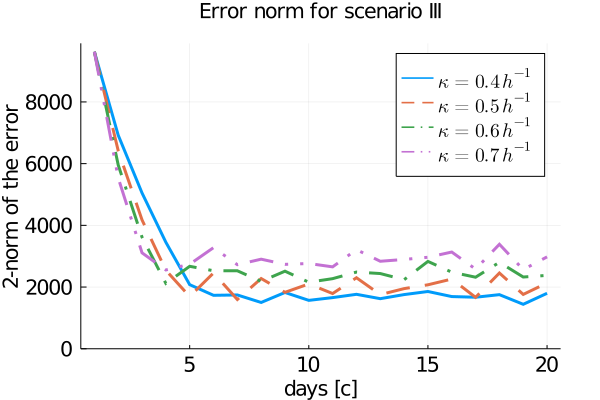 Error norm for scenario III
κ = 0.4 h⁻¹
κ = 0.5 h⁻¹
κ = 0.6 h⁻¹
κ = 0.7 h⁻¹
2-norm of the error
8000
6000
4000
2000
0
5 10 15 20
days [c]